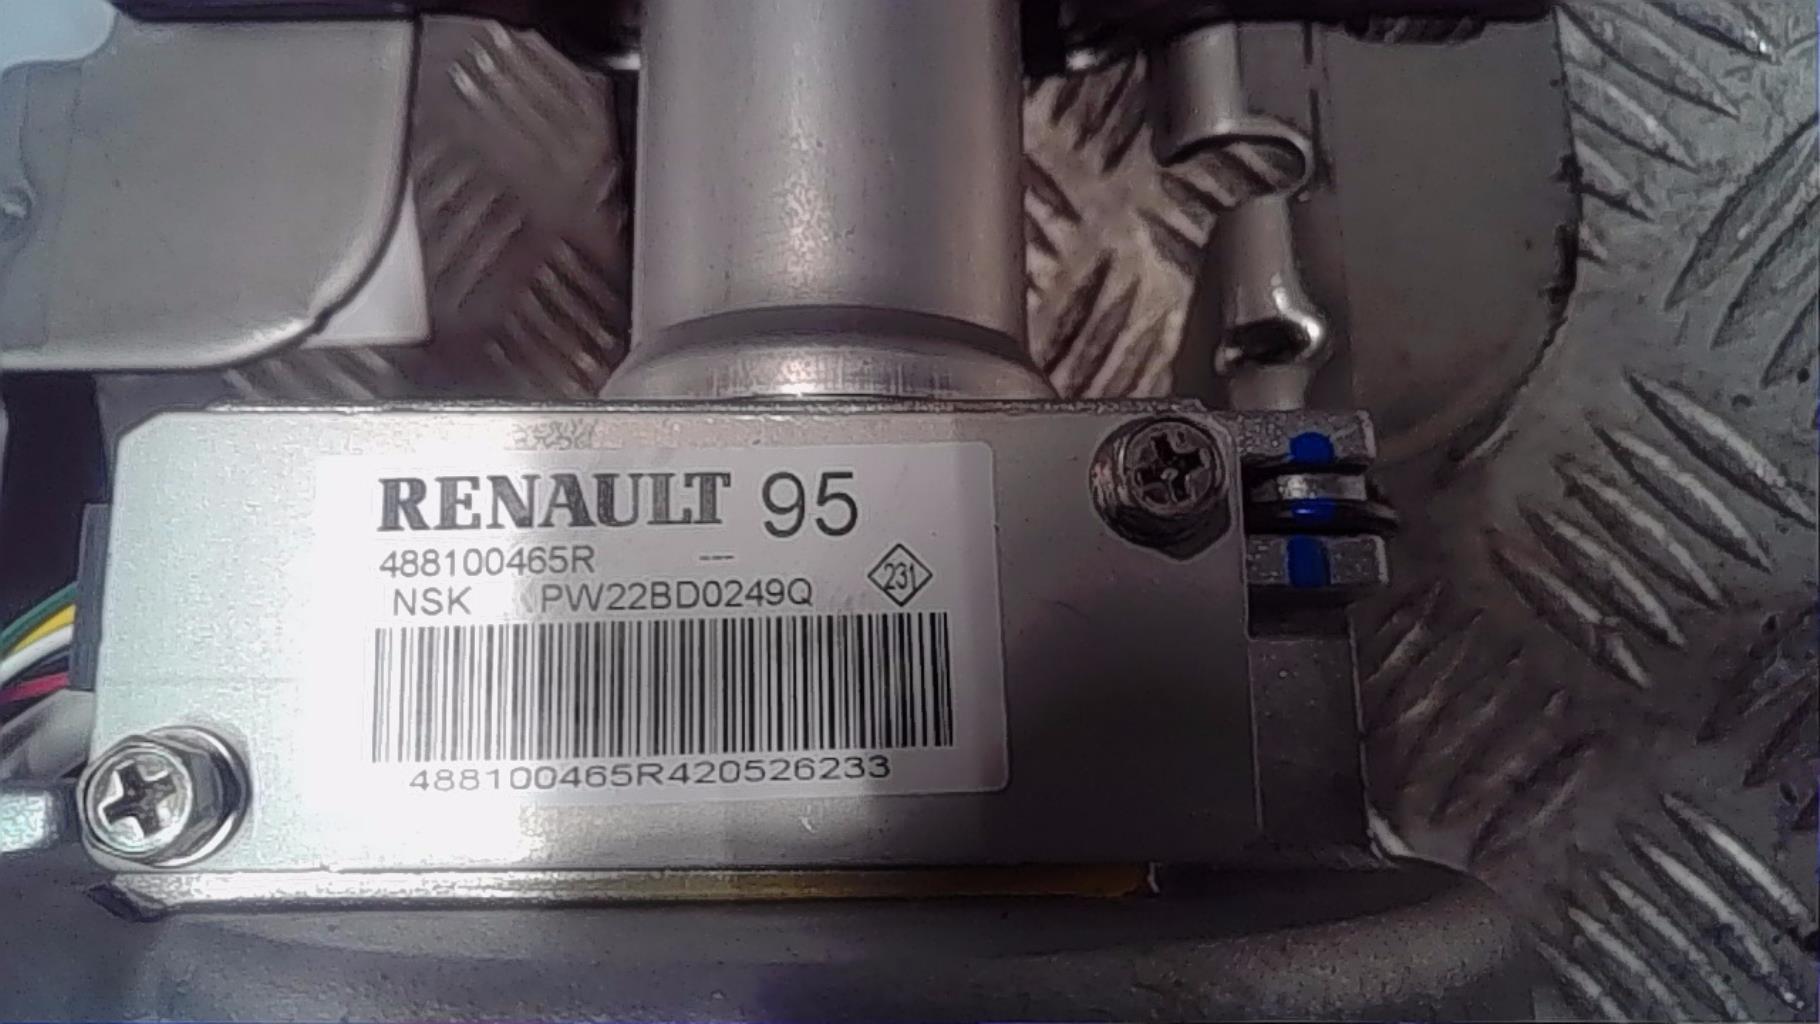 RENAULT 95
488100465R --
NSK PW22BD0249Q 231
488100465R420526233